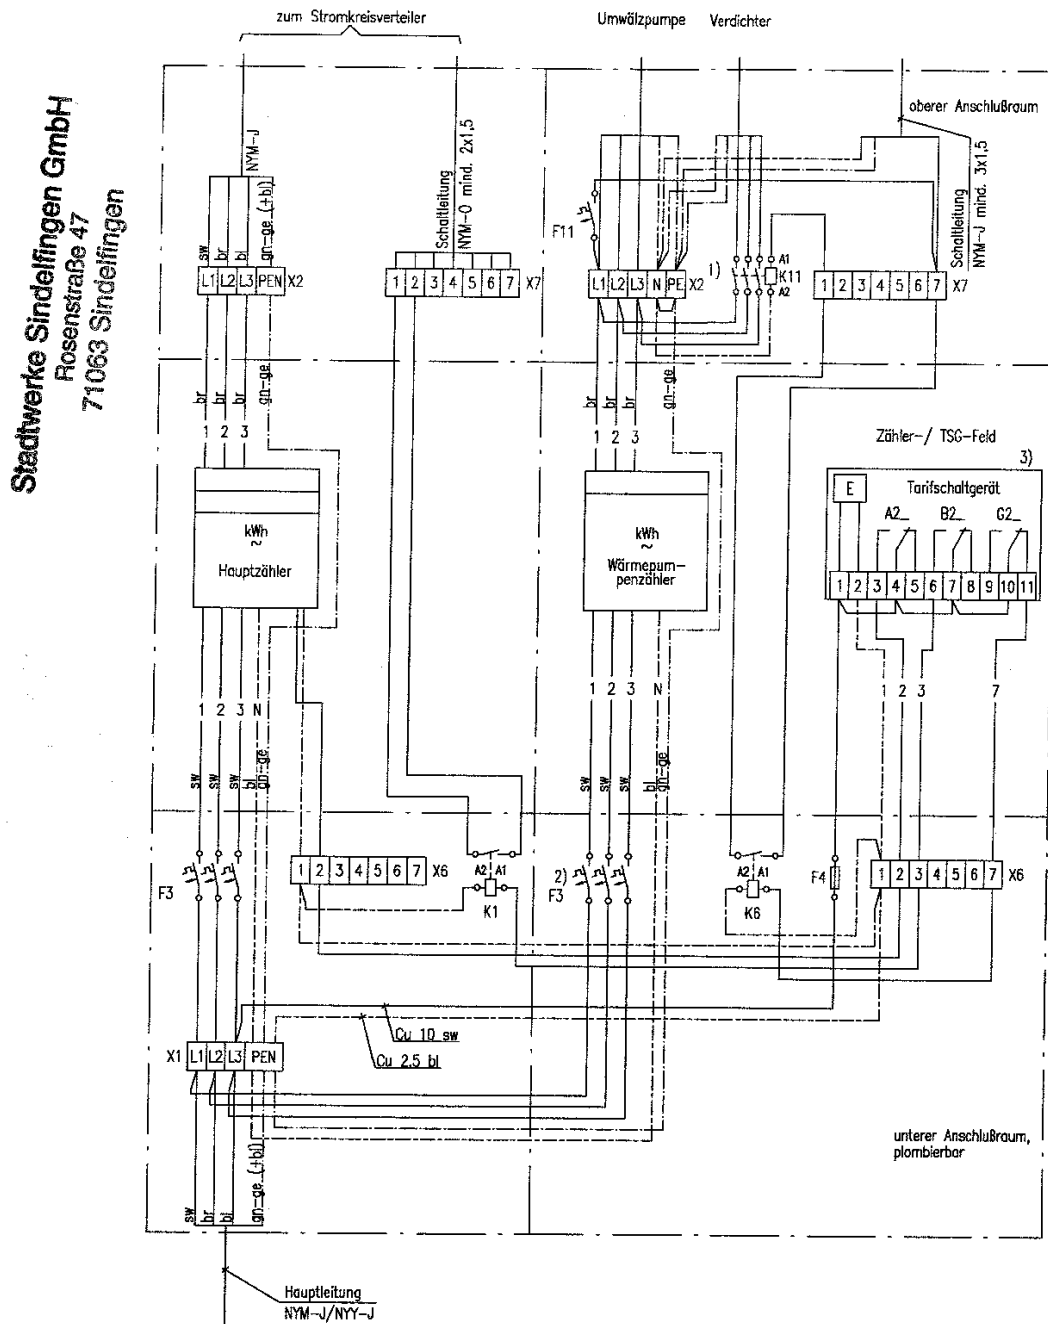 zum Stromkreisverteiler
Umwälzpumpe Verdichter
Stadtwerke Sindelfingen GmbH
Rosenstraße 47
71063 Sindelfingen
oberer Anschlußraum
NYM-J
sw br bl gn-ge (+bl)
L1 L2 L3 PEN X2
Schaltleitung
NYM-O mind. 2x1,5
1 2 3 4 5 6 7 X7
F11
L1 L2 L3 N PE X2
1)
A1
K11
A2
Schaltleitung
NYM-J mind. 3x1,5
1 2 3 4 5 6 7 X7
br br br gn-ge
1 2 3
br br br gn-ge
1 2 3
Zähler-/ TSG-Feld
3)
E Tarifschaltgerät
A2_ B2_ G2_
1 2 3 4 5 6 7 8 9 10 11
kWh
~
Hauptzähler
kWh
~
Wärmepum-
penzähler
1 2 3 N
1 2 3 N
1 2 3 7
sw sw sw bl gn-ge
sw sw sw bl gn-ge
F3
1 2 3 4 5 6 7 X6
A2 A1
K1
2)
F3
A2 A1
K6
F4
1 2 3 4 5 6 7 X6
Cu 10 sw
Cu 2.5 bl
X1 L1 L2 L3 PEN
sw br bl gn-ge (+bl)
unterer Anschlußraum,
plombierbar
Hauptleitung
NYM-J/NYY-J